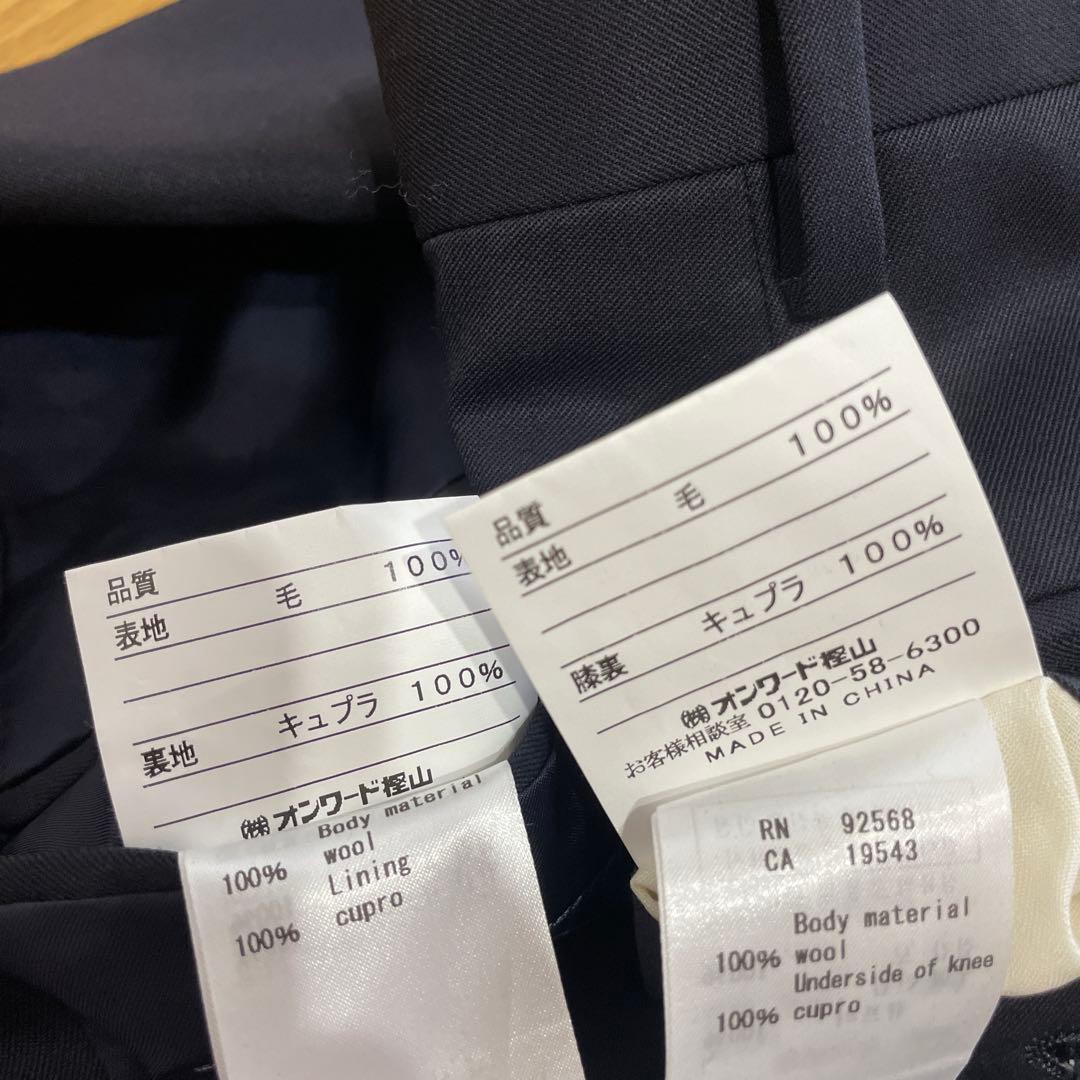 品質
表地 毛 100%
裏地 キュプラ 100%
㈱オンワード樫山
Body material
100% wool
Lining
100% cupro
品質
表地 毛 100%
膝裏 キュプラ 100%
㈱オンワード樫山
お客様相談室 0120-58-6300
MADE IN CHINA
RN 92568
CA 19543
Body material
100% wool
Underside of knee
100% cupro